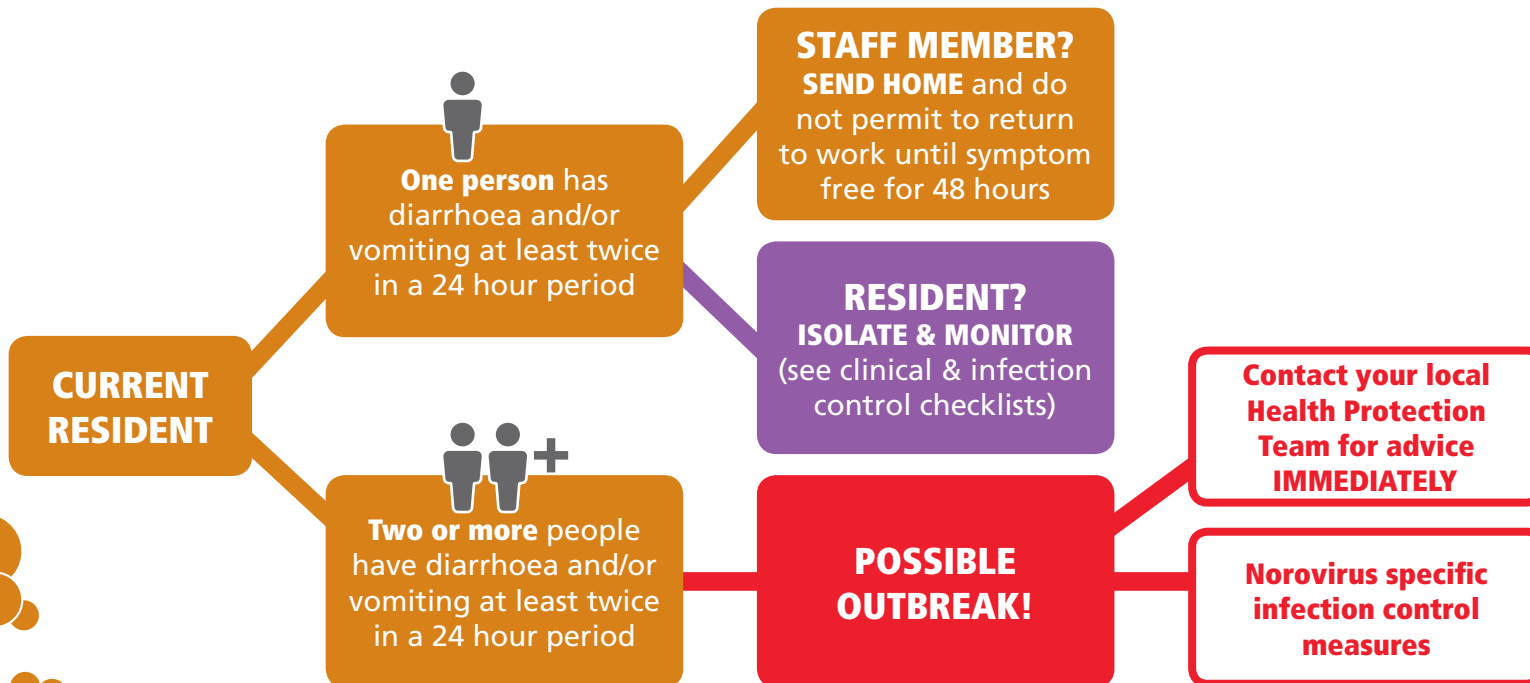 CURRENT
RESIDENT
One person has
diarrhoea and/or
vomiting at least twice
in a 24 hour period
STAFF MEMBER?
SEND HOME and do
not permit to return
to work until symptom
free for 48 hours
RESIDENT?
ISOLATE & MONITOR
(see clinical & infection
control checklists)
Two or more people
have diarrhoea and/or
vomiting at least twice
in a 24 hour period
POSSIBLE
OUTBREAK!
Contact your local
Health Protection
Team for advice
IMMEDIATELY
Norovirus specific
infection control
measures